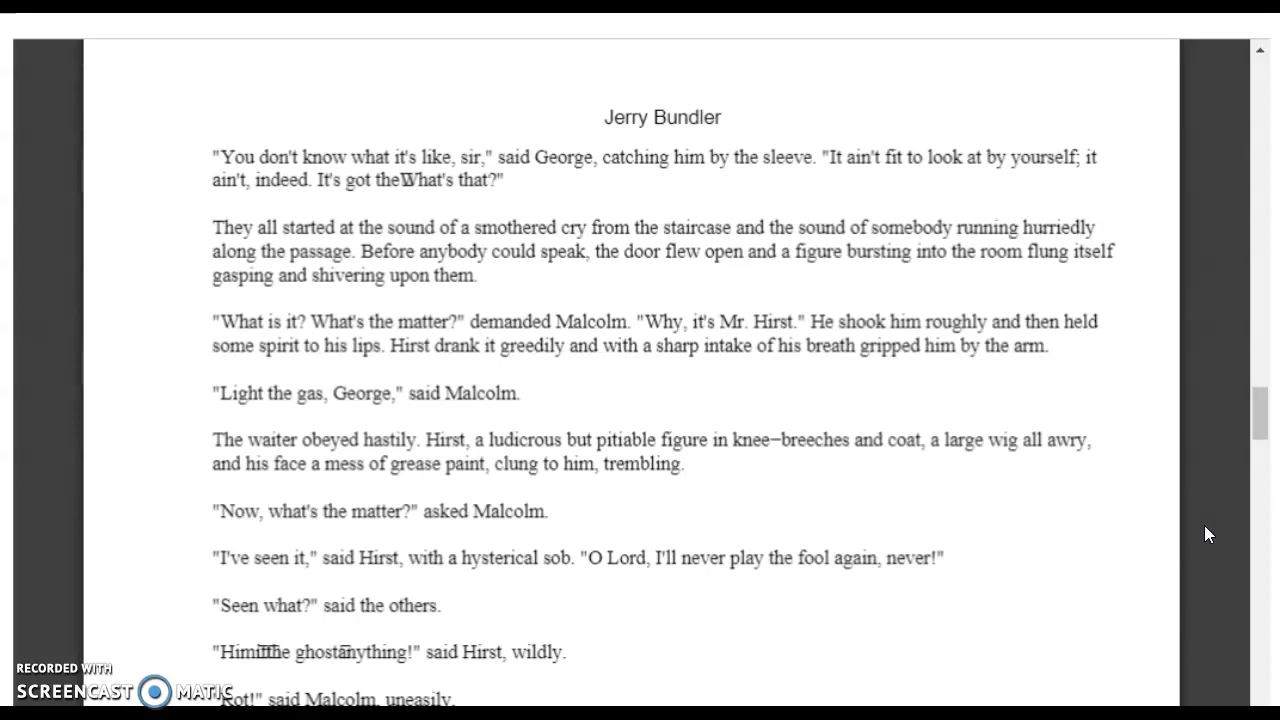 Jerry Bundler
"You don't know what it's like, sir," said George, catching him by the sleeve. "It ain't fit to look at by yourself; it
ain't, indeed. It's got the What's that?"
They all started at the sound of a smothered cry from the staircase and the sound of somebody running hurriedly
along the passage. Before anybody could speak, the door flew open and a figure bursting into the room flung itself
gasping and shivering upon them.
"What is it? What's the matter?" demanded Malcolm. "Why, it's Mr. Hirst." He shook him roughly and then held
some spirit to his lips. Hirst drank it greedily and with a sharp intake of his breath gripped him by the arm.
"Light the gas, George," said Malcolm.
The waiter obeyed hastily. Hirst, a ludicrous but pitiable figure in knee-breeches and coat, a large wig all awry,
and his face a mess of grease paint, clung to him, trembling.
"Now, what's the matter?" asked Malcolm.
"I've seen it," said Hirst, with a hysterical sob. "O Lord, I'll never play the fool again, never!"
"Seen what?" said the others.
"Him the ghost anything!" said Hirst, wildly.
"Rot!" said Malcolm, uneasily.
RECORDED WITH
SCREENCAST MATIC